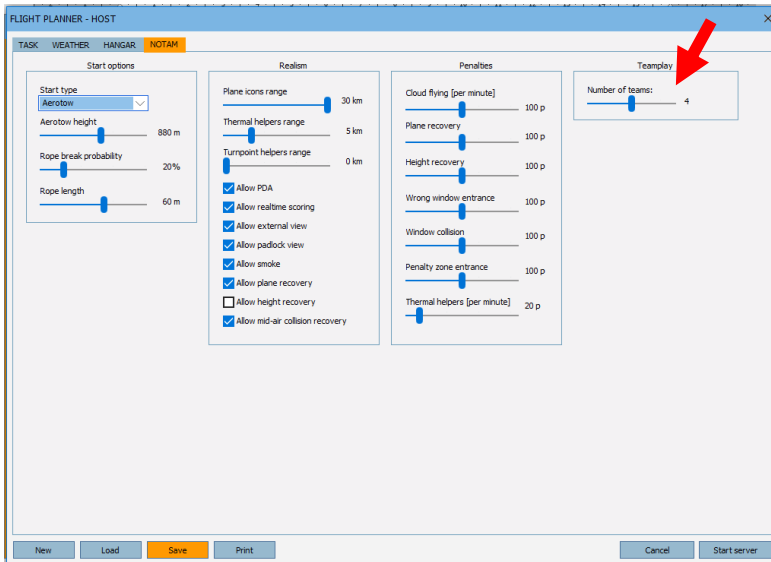 FLIGHT PLANNER - HOST
TASK WEATHER HANGAR NOTAM
Start options
Start type
Aerotow
Aerotow height
880 m
Rope break probability
20%
Rope length
60 m
Realism
Plane icons range
30 km
Thermal helpers range
5 km
Turnpoint helpers range
0 km
Allow PDA
Allow realtime scoring
Allow external view
Allow padlock view
Allow smoke
Allow plane recovery
Allow height recovery
Allow mid-air collision recovery
Penalties
Cloud flying [per minute]
100 p
Plane recovery
100 p
Height recovery
100 p
Wrong window entrance
100 p
Window collision
100 p
Penalty zone entrance
100 p
Thermal helpers [per minute]
20 p
Teamplay
Number of teams:
4
New Load Save Print Cancel Start server